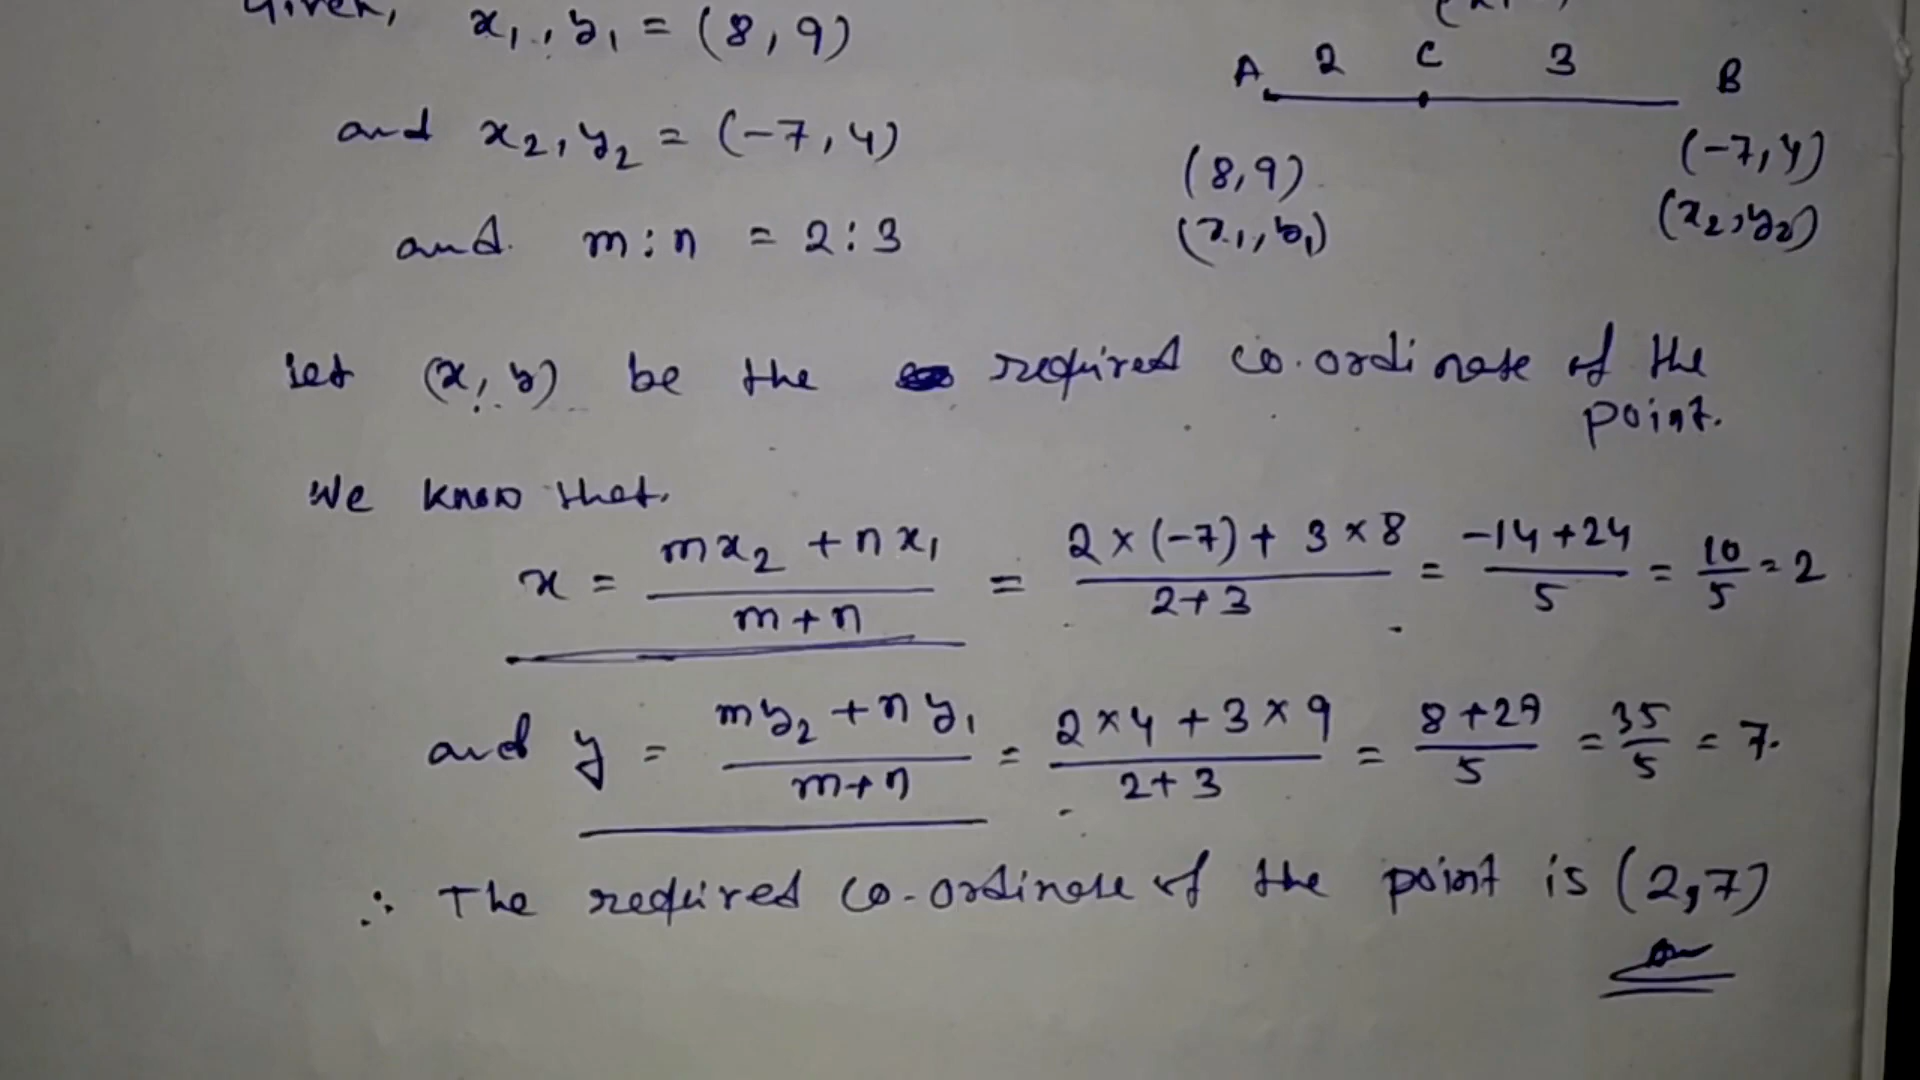 Given, x₁, y₁ = (8, 9)
A 2 C 3 B
and x₂, y₂ = (-7, 4)
(8,9) (-7, 4)
(x₁, y₁) (x₂, y₂)
and m:n = 2:3
Let (x, y) be the required co-ordinate of the
point.
We know that,
x = (mx₂ + nx₁)/(m+n) = (2×(-7) + 3×8)/(2+3) = (-14+24)/5 = 10/5 = 2
and y = (my₂ + ny₁)/(m+n) = (2×4 + 3×9)/(2+3) = (8+27)/5 = 35/5 = 7.
∴ The required co-ordinate of the point is (2,7)